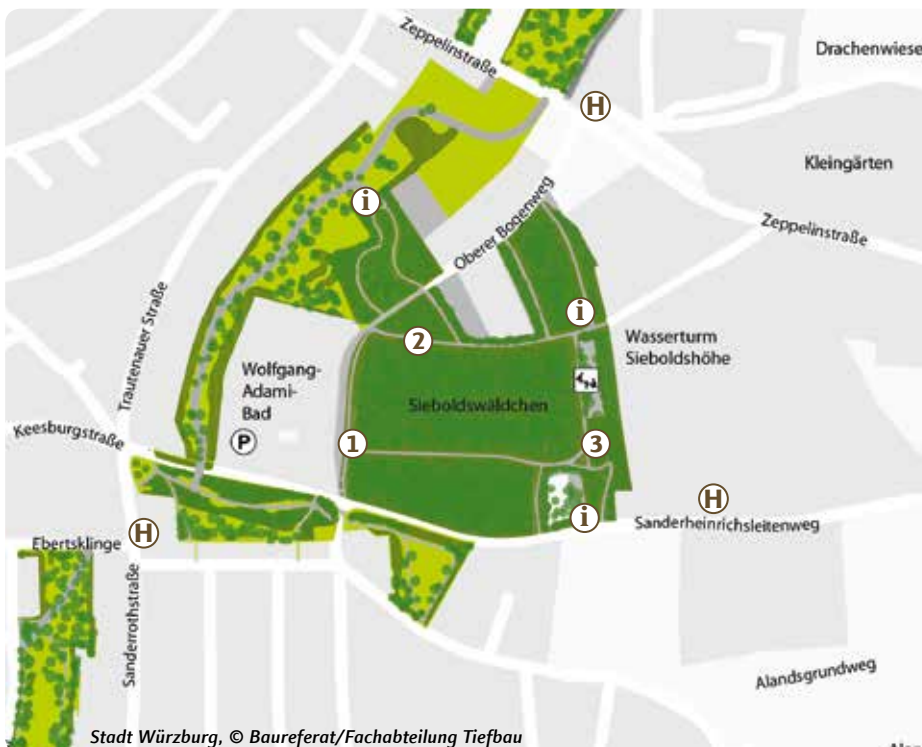 Zeppelinstraße
Drachenwiese
H
Kleingärten
i
Oberer Bogenweg
Zeppelinstraße
Trautenauer Straße
i
2
Wasserturm
Sieboldshöhe
Wolfgang-
Adami-
Bad
P
Sieboldswäldchen
Keesburgstraße
1
3
H
Sanderheinrichsleitenweg
i
Ebertsklinge
H
Sanderrothstraße
Alandsgrundweg
Stadt Würzburg, © Baureferat/Fachabteilung Tiefbau